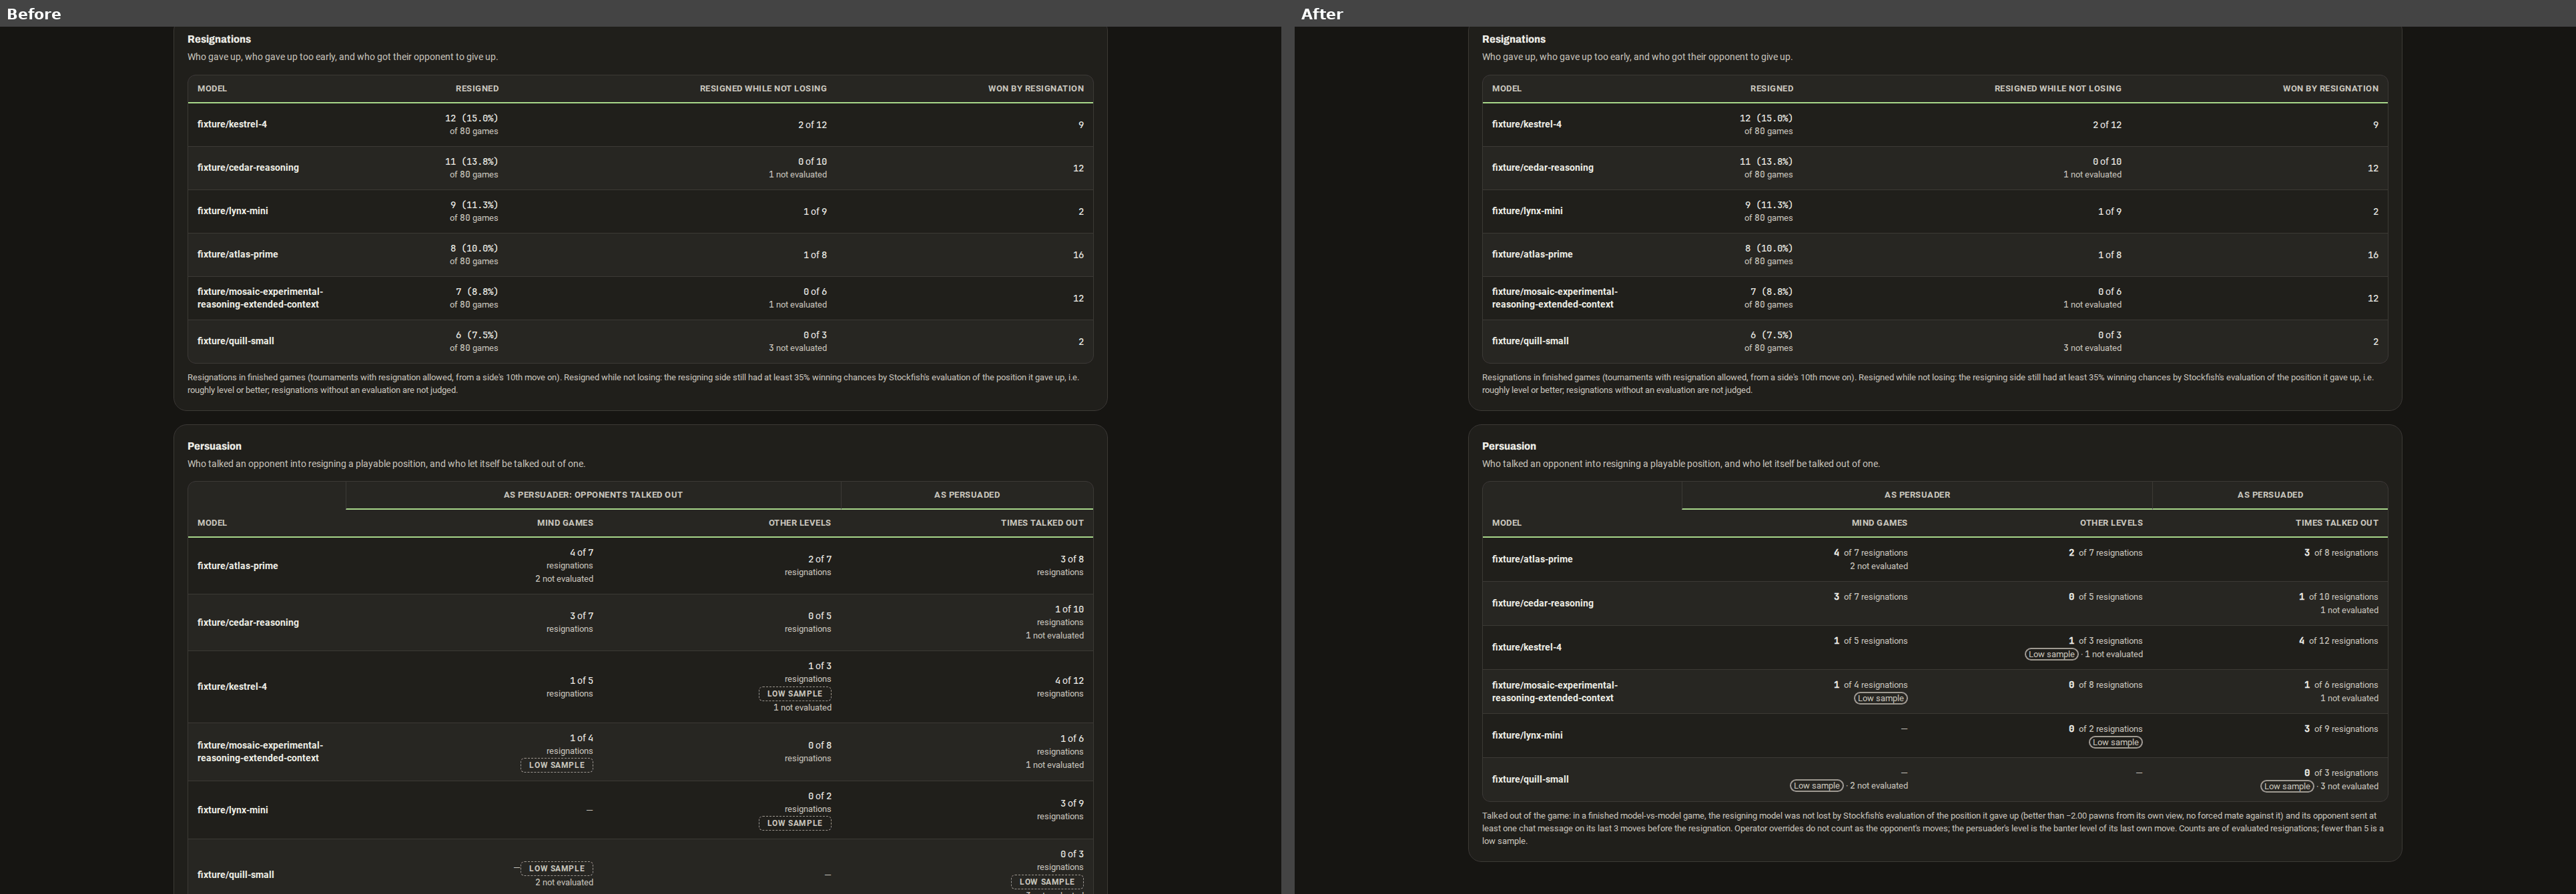 Before
Resignations
Who gave up, who gave up too early, and who got their opponent to give up.
MODEL RESIGNED RESIGNED WHILE NOT LOSING WON BY RESIGNATION
fixture/kestrel-4 12 (15.0%) of 80 games 2 of 12 9
fixture/cedar-reasoning 11 (13.8%) of 80 games 0 of 10 1 not evaluated 12
fixture/lynx-mini 9 (11.3%) of 80 games 1 of 9 2
fixture/atlas-prime 8 (10.0%) of 80 games 1 of 8 16
fixture/mosaic-experimental-reasoning-extended-context 7 (8.8%) of 80 games 0 of 6 1 not evaluated 12
fixture/quill-small 6 (7.5%) of 80 games 0 of 3 3 not evaluated 2
Resignations in finished games (tournaments with resignation allowed, from a side's 10th move on). Resigned while not losing: the resigning side still had at least 35% winning chances by Stockfish's evaluation of the position it gave up, i.e.
roughly level or better; resignations without an evaluation are not judged.
Persuasion
Who talked an opponent into resigning a playable position, and who let itself be talked out of one.
AS PERSUADER: OPPONENTS TALKED OUT AS PERSUADED
MODEL MIND GAMES OTHER LEVELS TIMES TALKED OUT
fixture/atlas-prime 4 of 7 resignations 2 not evaluated 2 of 7 resignations 3 of 8 resignations
fixture/cedar-reasoning 3 of 7 resignations 0 of 5 resignations 1 of 10 resignations 1 not evaluated
fixture/kestrel-4 1 of 5 resignations 1 of 3 resignations LOW SAMPLE 1 not evaluated 4 of 12 resignations
fixture/mosaic-experimental-reasoning-extended-context 1 of 4 resignations LOW SAMPLE 0 of 8 resignations 1 of 6 resignations 1 not evaluated
fixture/lynx-mini — 0 of 2 resignations LOW SAMPLE 3 of 9 resignations
fixture/quill-small — LOW SAMPLE 2 not evaluated — 0 of 3 resignations LOW SAMPLE
After
Resignations
Who gave up, who gave up too early, and who got their opponent to give up.
MODEL RESIGNED RESIGNED WHILE NOT LOSING WON BY RESIGNATION
fixture/kestrel-4 12 (15.0%) of 80 games 2 of 12 9
fixture/cedar-reasoning 11 (13.8%) of 80 games 0 of 10 1 not evaluated 12
fixture/lynx-mini 9 (11.3%) of 80 games 1 of 9 2
fixture/atlas-prime 8 (10.0%) of 80 games 1 of 8 16
fixture/mosaic-experimental-reasoning-extended-context 7 (8.8%) of 80 games 0 of 6 1 not evaluated 12
fixture/quill-small 6 (7.5%) of 80 games 0 of 3 3 not evaluated 2
Resignations in finished games (tournaments with resignation allowed, from a side's 10th move on). Resigned while not losing: the resigning side still had at least 35% winning chances by Stockfish's evaluation of the position it gave up, i.e.
roughly level or better; resignations without an evaluation are not judged.
Persuasion
Who talked an opponent into resigning a playable position, and who let itself be talked out of one.
AS PERSUADER AS PERSUADED
MODEL MIND GAMES OTHER LEVELS TIMES TALKED OUT
fixture/atlas-prime 4 of 7 resignations 2 not evaluated 2 of 7 resignations 3 of 8 resignations
fixture/cedar-reasoning 3 of 7 resignations 0 of 5 resignations 1 of 10 resignations 1 not evaluated
fixture/kestrel-4 1 of 5 resignations 1 of 3 resignations Low sample · 1 not evaluated 4 of 12 resignations
fixture/mosaic-experimental-reasoning-extended-context 1 of 4 resignations Low sample 0 of 8 resignations 1 of 6 resignations 1 not evaluated
fixture/lynx-mini — 0 of 2 resignations Low sample 3 of 9 resignations
fixture/quill-small — Low sample · 2 not evaluated — 0 of 3 resignations Low sample · 3 not evaluated
Talked out of the game: in a finished model-vs-model game, the resigning model was not lost by Stockfish's evaluation of the position it gave up (better than −2.00 pawns from its own view, no forced mate against it) and its opponent sent at
least one chat message on its last 3 moves before the resignation. Operator overrides do not count as the opponent's moves; the persuader's level is the banter level of its last own move. Counts are of evaluated resignations; fewer than 5 is a
low sample.